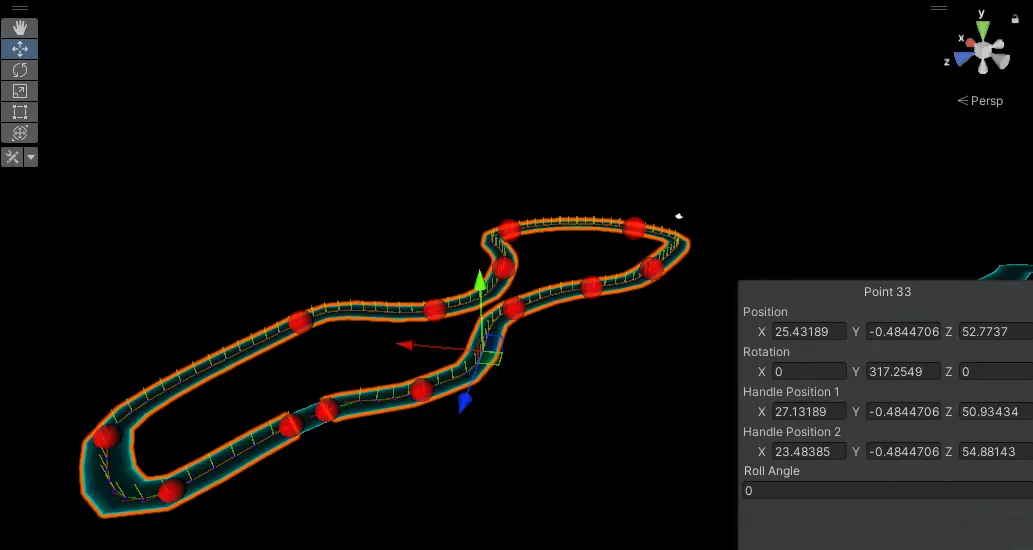 y
x
z
Persp
Point 33
Position
X 25.43189 Y -0.4844706 Z 52.7737
Rotation
X 0 Y 317.2549 Z 0
Handle Position 1
X 27.13189 Y -0.4844706 Z 50.93434
Handle Position 2
X 23.48385 Y -0.4844706 Z 54.88143
Roll Angle
0